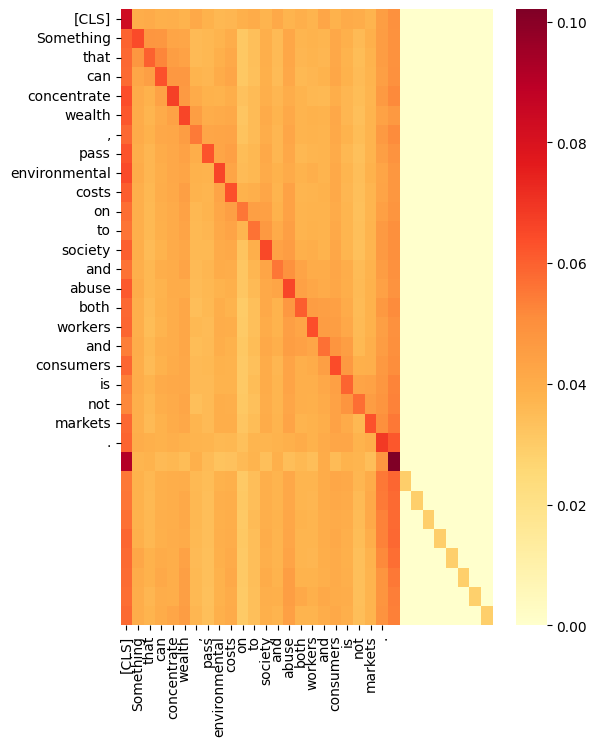 [CLS]
Something
that
can
concentrate
wealth
,
pass
environmental
costs
on
to
society
and
abuse
both
workers
and
consumers
is
not
markets
.
0.10
0.08
0.06
0.04
0.02
0.00
[CLS]
Something
that
can
concentrate
wealth
,
pass
environmental
costs
on
to
society
and
abuse
both
workers
and
consumers
is
not
markets
.